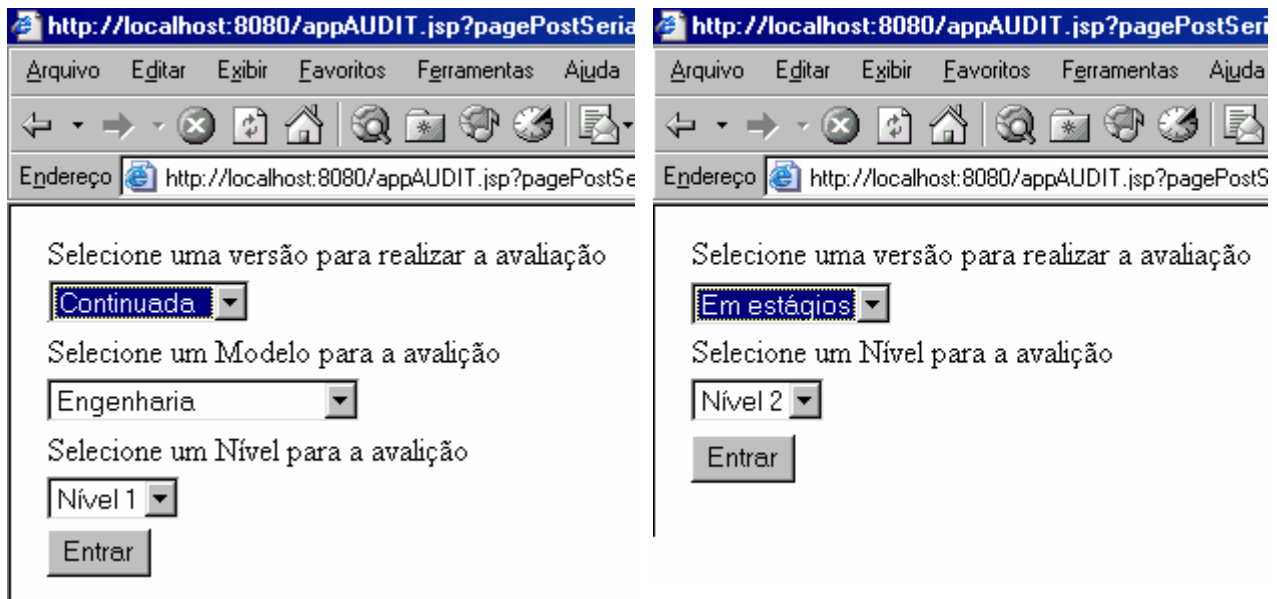 http://localhost:8080/appAUDIT.jsp?pagePostSeria
Arquivo Editar Exibir Favoritos Ferramentas Ajuda
Endereço http://localhost:8080/appAUDIT.jsp?pagePostSe
Selecione uma versão para realizar a avaliação
Continuada
Selecione um Modelo para a avalição
Engenharia
Selecione um Nível para a avalição
Nível 1
Entrar
http://localhost:8080/appAUDIT.jsp?pagePostSeri
Arquivo Editar Exibir Favoritos Ferramentas Ajuda
Endereço http://localhost:8080/appAUDIT.jsp?pagePostS
Selecione uma versão para realizar a avaliação
Em estágios
Selecione um Nível para a avalição
Nível 2
Entrar